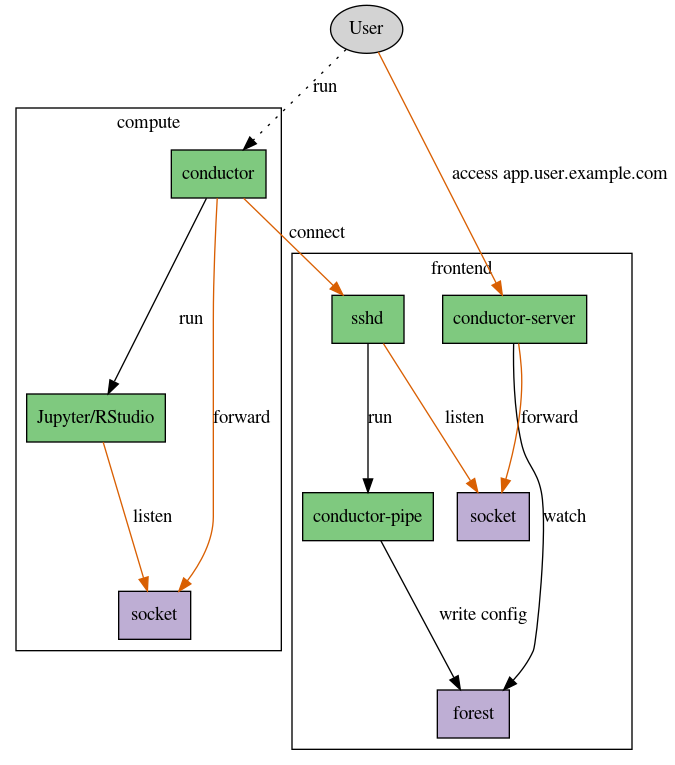 User
run
compute
conductor
access app.user.example.com
connect
frontend
sshd
conductor-server
run
Jupyter/RStudio
forward
run
listen
forward
listen
conductor-pipe
socket
watch
socket
write config
forest